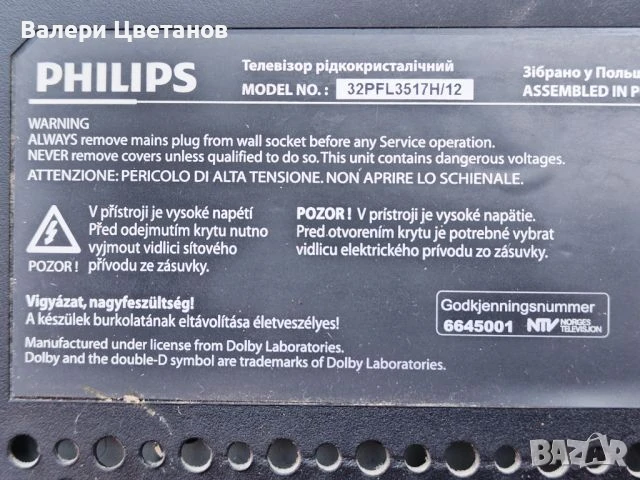 Валери Цветанов
PHILIPS
Телевізор рідкокристалічний
MODEL NO. : 32PFL3517H/12
Зібрано у Польщ
ASSEMBLED IN P
WARNING
ALWAYS remove mains plug from wall socket before any Service operation.
NEVER remove covers unless qualified to do so. This unit contains dangerous voltages.
ATTENZIONE: PERICOLO DI ALTA TENSIONE. NON APRIRE LO SCHIENALE.
V přístroji je vysoké napětí
Před odejmutím krytu nutno
vyjmout vidlici síťového
POZOR ! přívodu ze zásuvky.
POZOR ! V prístroji je vysoké napätie.
Pred otvorením krytu je potrebné vybrat
vidlicu elektrického prívodu zo zásuvky.
Vigyázat, nagyfeszültség!
A készülek burkolatának eltávolítása életveszélyes!
Manufactured under license from Dolby Laboratories.
Dolby and the double-D symbol are trademarks of Dolby Laboratories.
Godkjenningsnummer
6645001 NTV NORGES
TELEVISJON
BAZAR